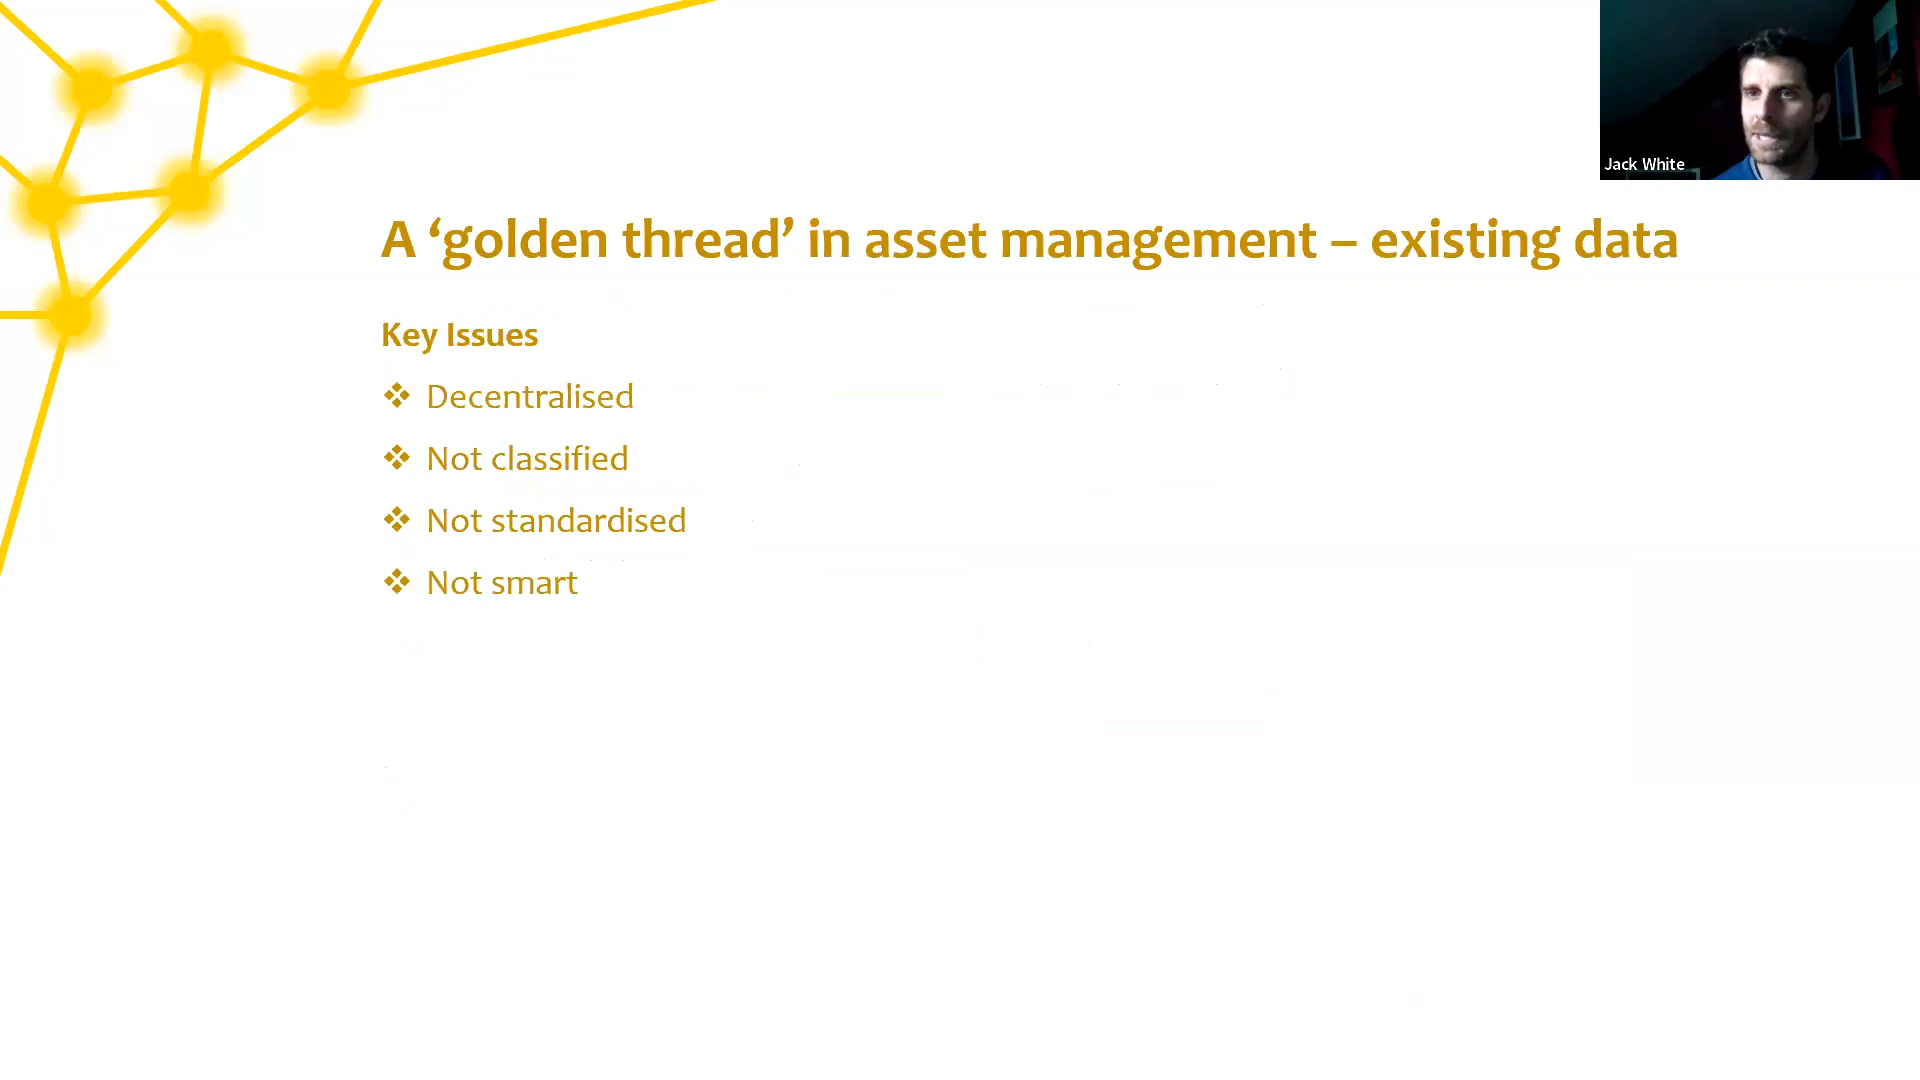 Jack White
A ‘golden thread’ in asset management – existing data
Key Issues
❖ Decentralised
❖ Not classified
❖ Not standardised
❖ Not smart